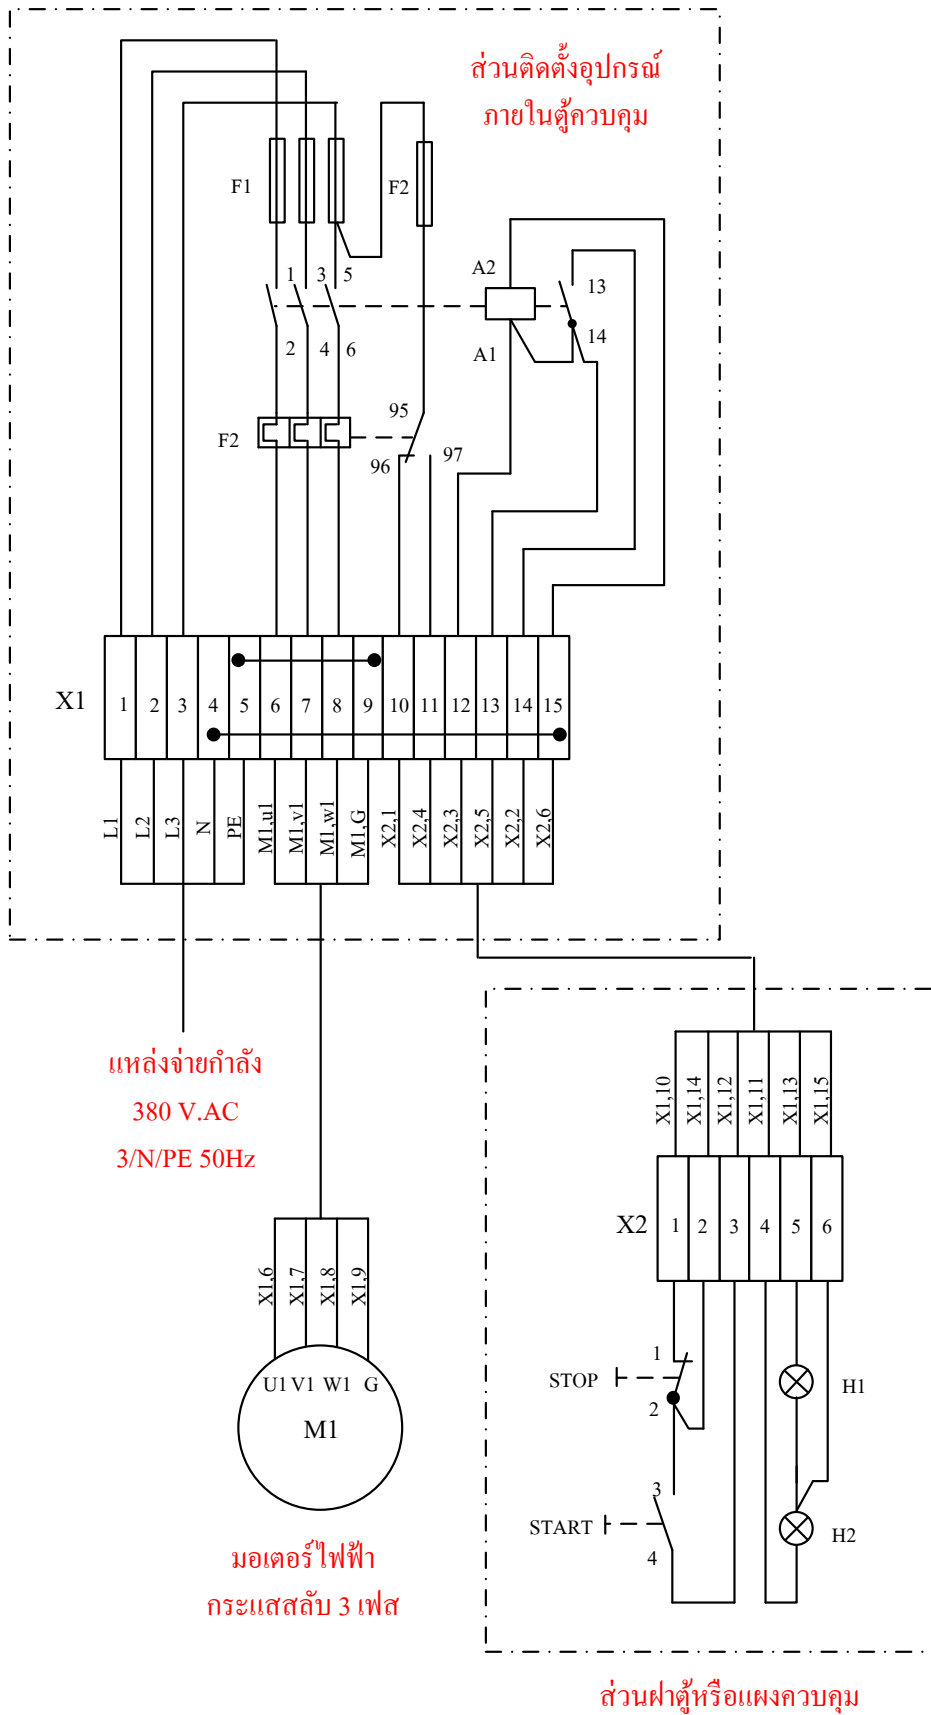 ส่วนติดตั้งอุปกรณ์
ภายในตู้ควบคุม
F1
F2
A2
13
1 3 5
14
2 4 6
A1
95
F2
96
97
X1
1 2 3 4 5 6 7 8 9 10 11 12 13 14 15
L1 L2 L3 N PE M1,u1 M1,v1 M1,w1 M1,G X2,1 X2,4 X2,3 X2,5 X2,2 X2,6
แหล่งจ่ายกำลัง
380 V.AC
3/N/PE 50Hz
X1,10 X1,14 X1,12 X1,11 X1,13 X1,15
X2
1 2 3 4 5 6
X1,6 X1,7 X1,8 X1,9
U1 V1 W1 G
M1
มอเตอร์ไฟฟ้า
กระแสสลับ 3 เฟส
1
STOP
2
H1
3
START
4
H2
ส่วนฝาตู้หรือแผงควบคุม